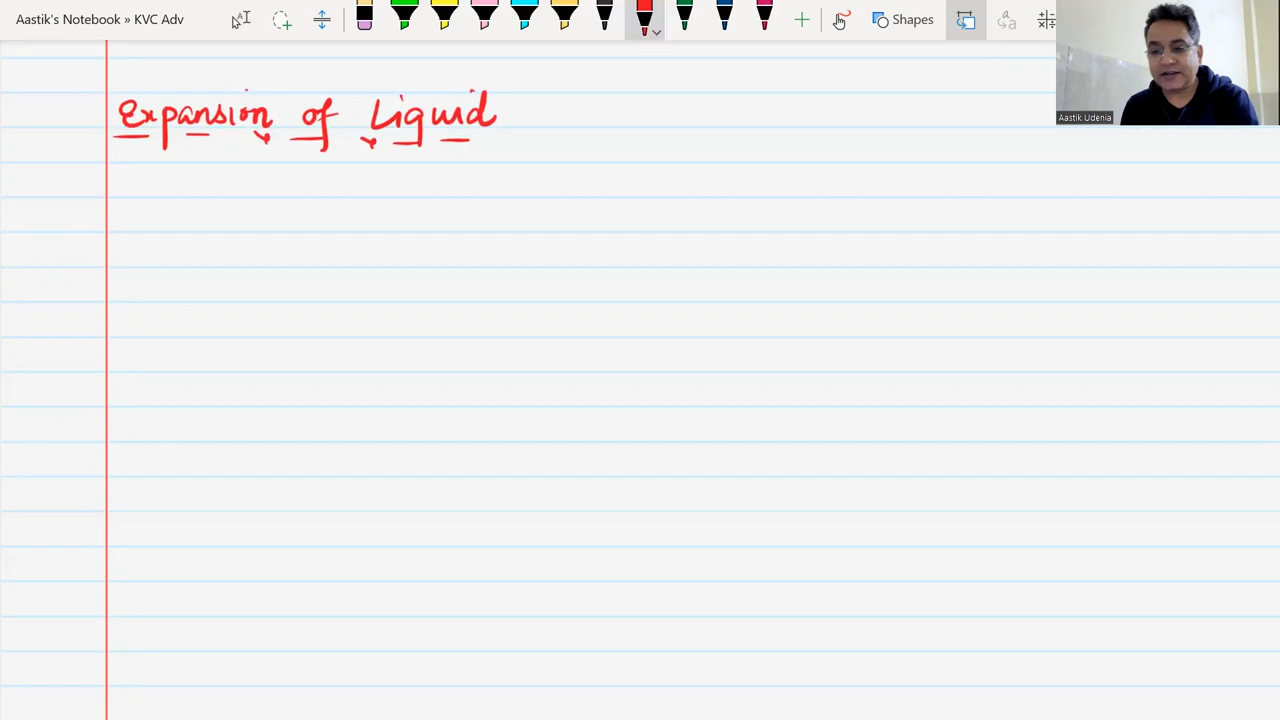 Aastik's Notebook » KVC Adv
Shapes
Aastik Udenia
Expansion of Liquid